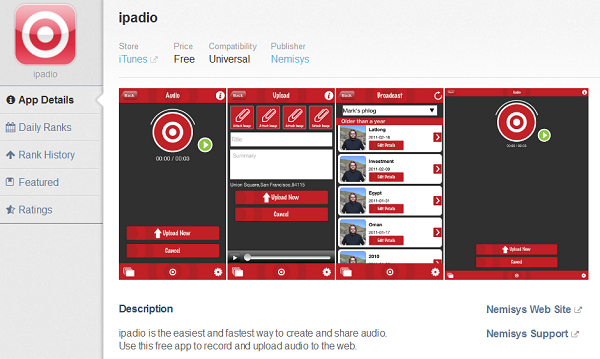 ipadio
Store
Price
Compatibility
Publisher
iTunes
Free
Universal
Nemisys
ipadio
App Details
Daily Ranks
Rank History
Featured
Ratings
Back
Audio
00:00 / 00:03
Upload Now
Cancel
Back
Upload
Attach Image
Attach Image
Attach Image
Attach Image
Title
Summary
Union Square,San Francisco,94115
Upload Now
Cancel
Back
Broadcast
Mark's phlog
Older than a year
Latlong
2011-02-18
Edit Details
Investment
2011-02-09
Edit Details
Egypt
2011-01-31
Edit Details
Oman
2011-01-17
Edit Details
2010
Back
Audio
00:00 / 00:03
Upload Now
Cancel
Description
Nemisys Web Site
ipadio is the easiest and fastest way to create and share audio.
Nemisys Support
Use this free app to record and upload audio to the web.